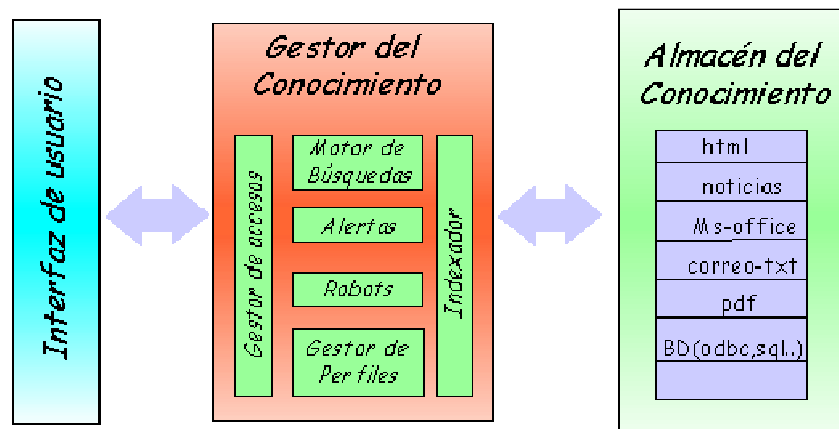 Interfaz de usuario
Gestor del
Conocimiento
Gestor de accesos
Motor de
Búsquedas
Alertas
Robots
Gestor de
Perfiles
Indexador
Almacén del
Conocimiento
html
noticias
Ms-office
correo-txt
pdf
BD(odbc,sql..)